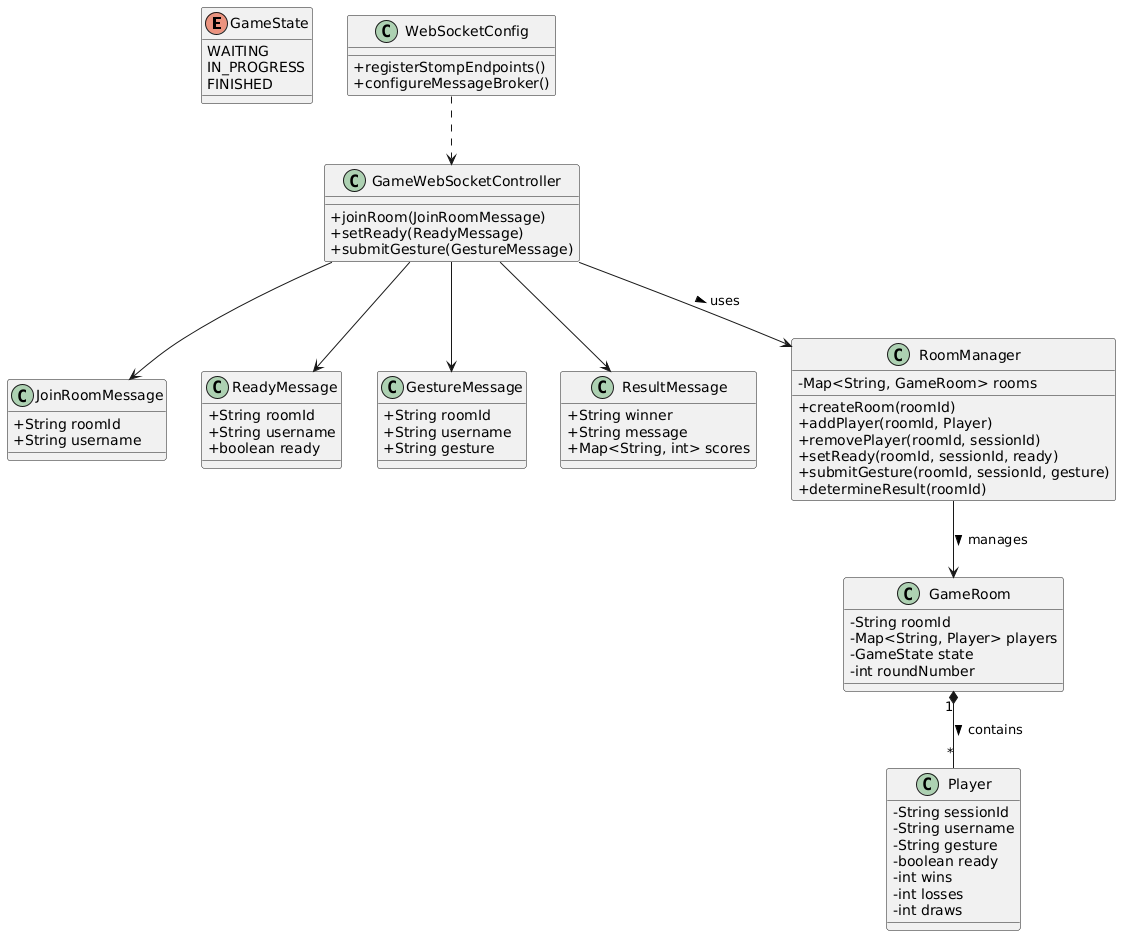 E GameState
WAITING
IN_PROGRESS
FINISHED
C WebSocketConfig
+registerStompEndpoints()
+configureMessageBroker()
C GameWebSocketController
+joinRoom(JoinRoomMessage)
+setReady(ReadyMessage)
+submitGesture(GestureMessage)
uses
C JoinRoomMessage
+String roomId
+String username
C ReadyMessage
+String roomId
+String username
+boolean ready
C GestureMessage
+String roomId
+String username
+String gesture
C ResultMessage
+String winner
+String message
+Map<String, int> scores
C RoomManager
-Map<String, GameRoom> rooms
+createRoom(roomId)
+addPlayer(roomId, Player)
+removePlayer(roomId, sessionId)
+setReady(roomId, sessionId, ready)
+submitGesture(roomId, sessionId, gesture)
+determineResult(roomId)
manages
C GameRoom
-String roomId
-Map<String, Player> players
-GameState state
-int roundNumber
1
contains
*
C Player
-String sessionId
-String username
-String gesture
-boolean ready
-int wins
-int losses
-int draws